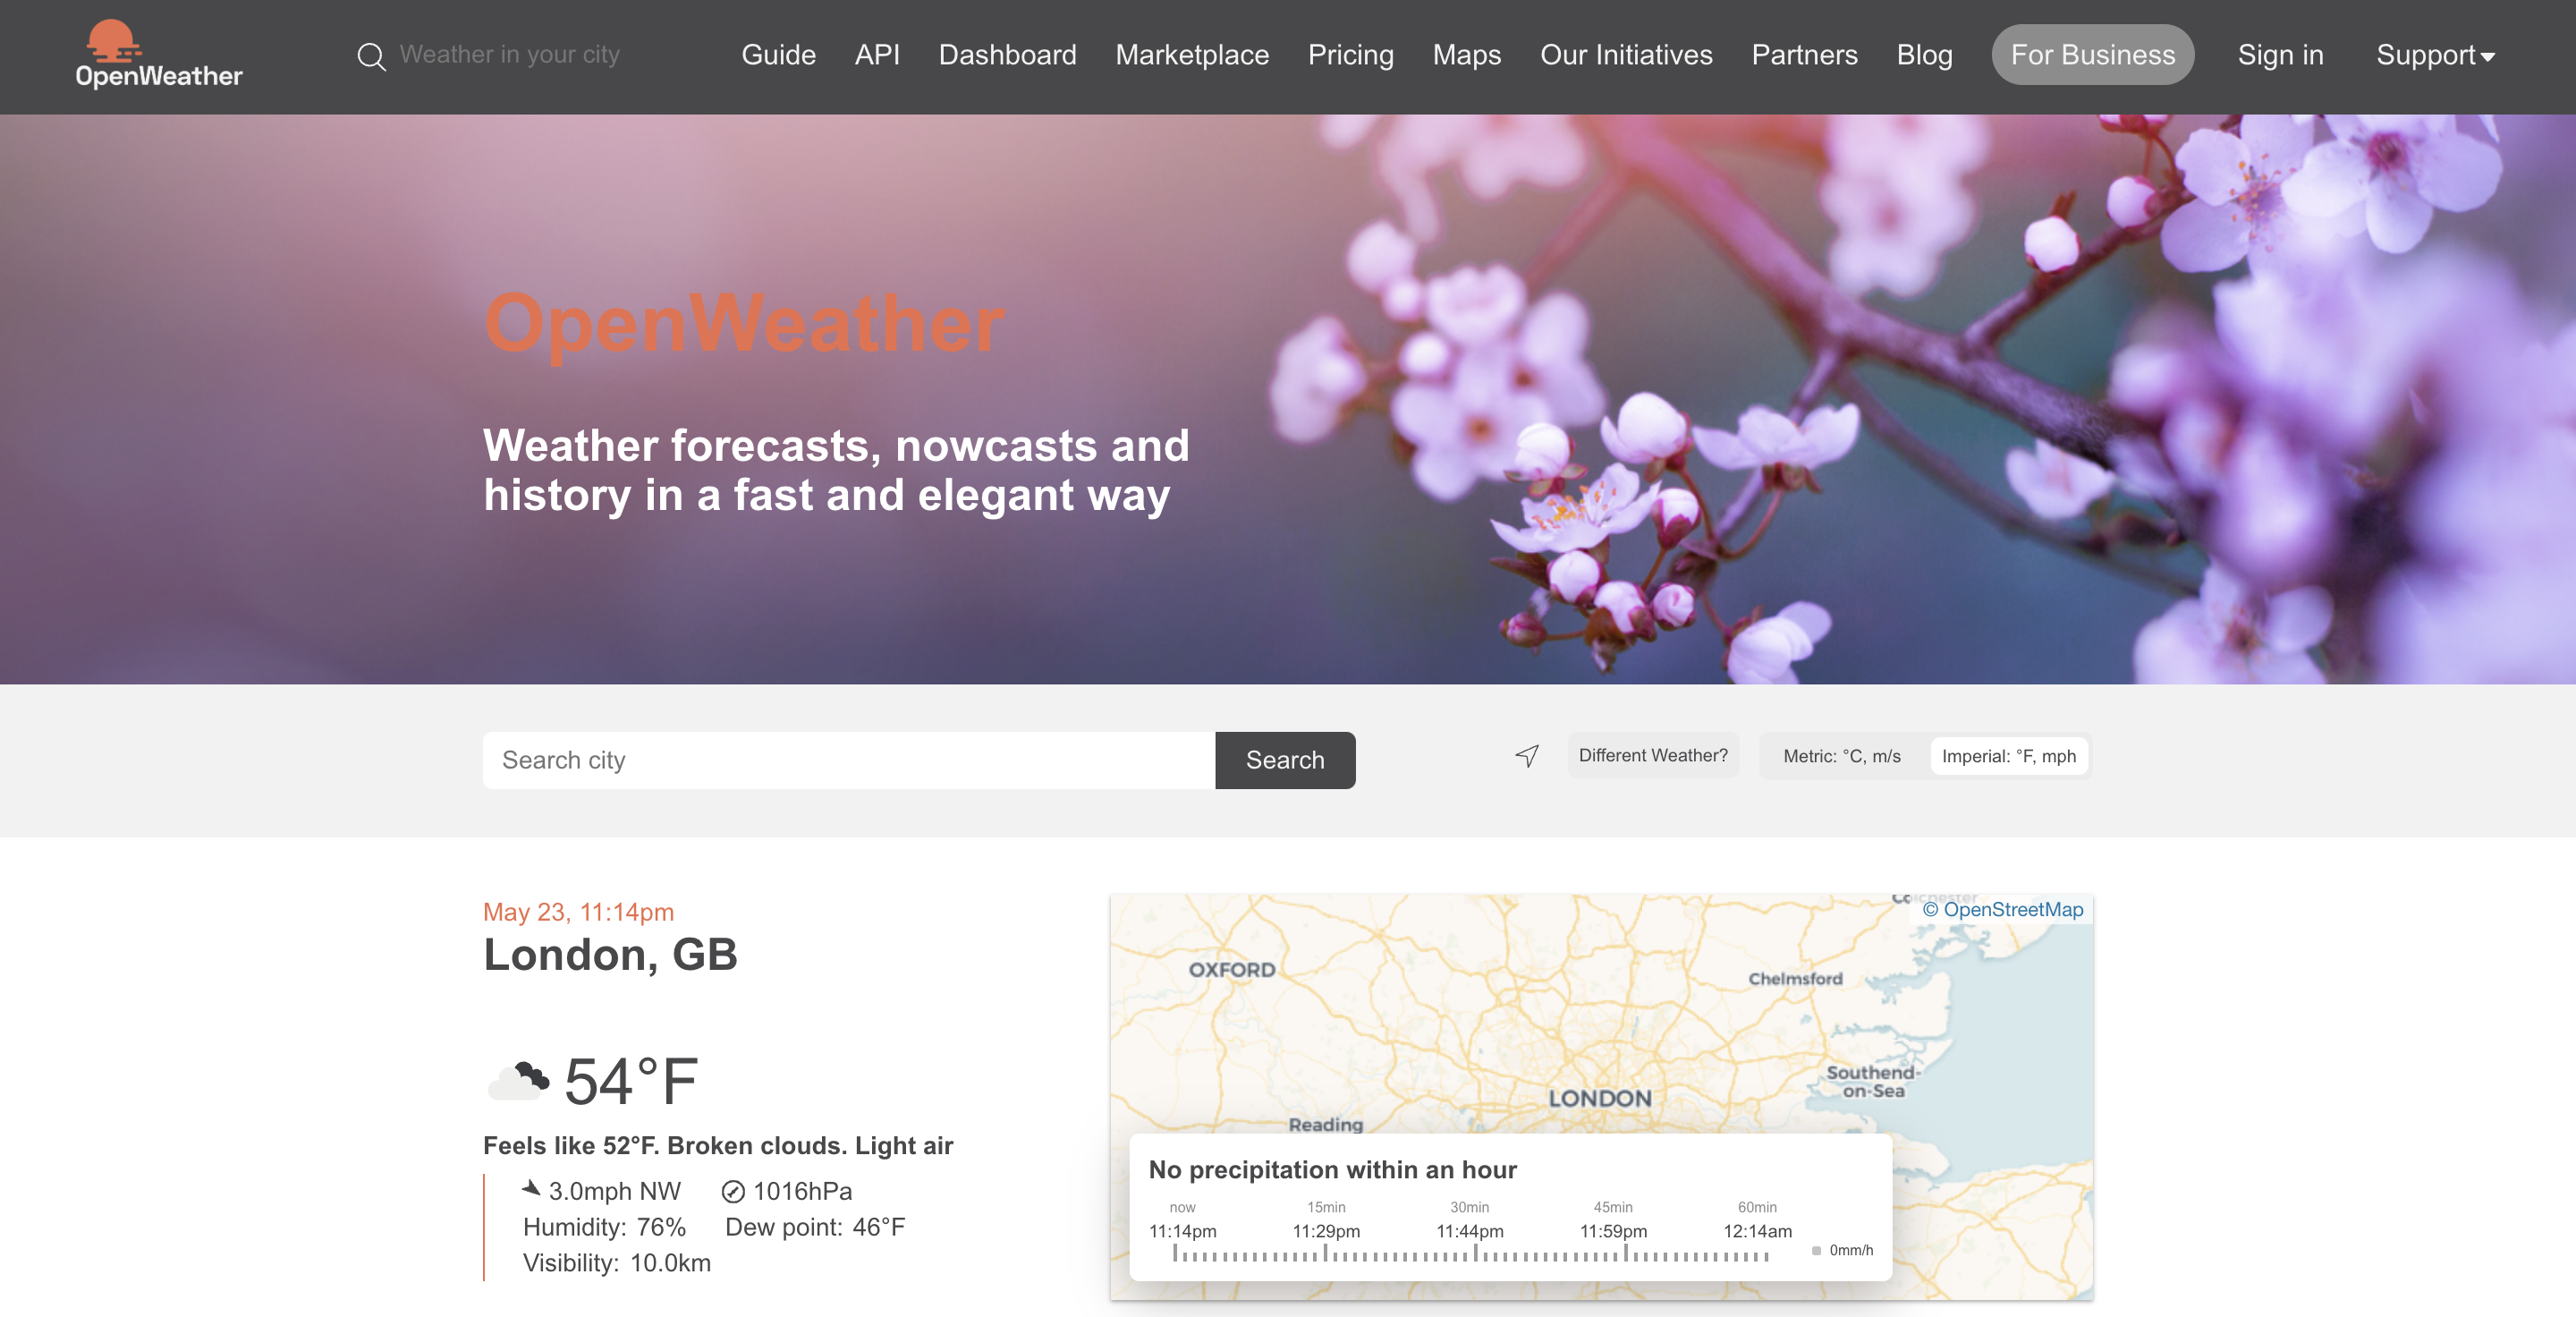 OpenWeather
Weather in your city
Guide
API
Dashboard
Marketplace
Pricing
Maps
Our Initiatives
Partners
Blog
For Business
Sign in
Support
OpenWeather
Weather forecasts, nowcasts and
history in a fast and elegant way
Search city
Search
Different Weather?
Metric: °C, m/s
Imperial: °F, mph
May 23, 11:14pm
London, GB
54°F
Feels like 52°F. Broken clouds. Light air
3.0mph NW 1016hPa
Humidity: 76% Dew point: 46°F
Visibility: 10.0km
Colchester
© OpenStreetMap
OXFORD
Chelmsford
Southend-
on-Sea
LONDON
Reading
No precipitation within an hour
now 15min 30min 45min 60min
11:14pm 11:29pm 11:44pm 11:59pm 12:14am
0mm/h